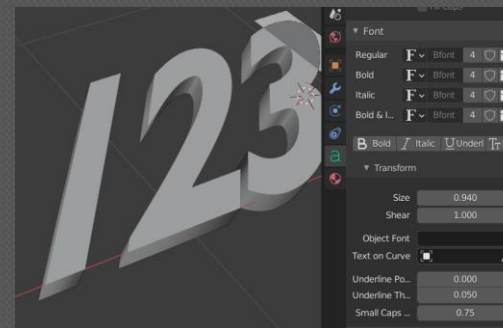 123
Font
Regular F Bfont 4
Bold F Bfont 4
Italic F Bfont 4
Bold & I... F Bfont 4
B Bold I Italic U Underl Tт
Transform
Size 0.940
Shear 1.000
Object Font
Text on Curve
Underline Po... 0.000
Underline Th... 0.050
Small Caps ... 0.75